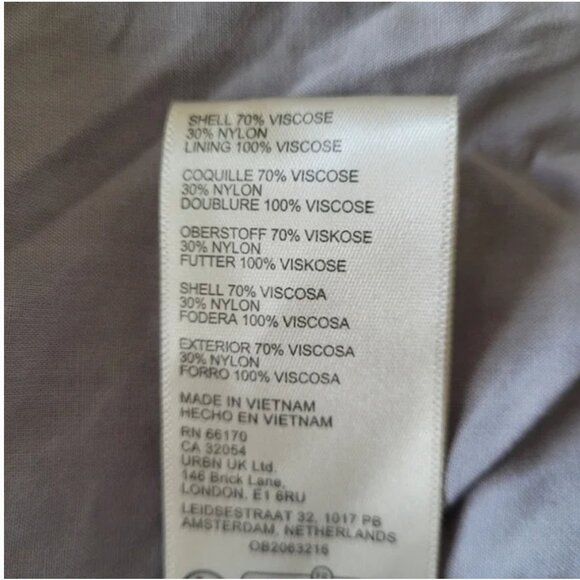 SHELL 70% VISCOSE
30% NYLON
LINING 100% VISCOSE
COQUILLE 70% VISCOSE
30% NYLON
DOUBLURE 100% VISCOSE
OBERSTOFF 70% VISKOSE
30% NYLON
FUTTER 100% VISKOSE
SHELL 70% VISCOSA
30% NYLON
FODERA 100% VISCOSA
EXTERIOR 70% VISCOSA
30% NYLON
FORRO 100% VISCOSA
MADE IN VIETNAM
HECHO EN VIETNAM
RN 66170
CA 32054
URBN UK Ltd.
146 Brick Lane,
LONDON. E1 6RU
LEIDSESTRAAT 32, 1017 PB
AMSTERDAM, NETHERLANDS
OB2063216